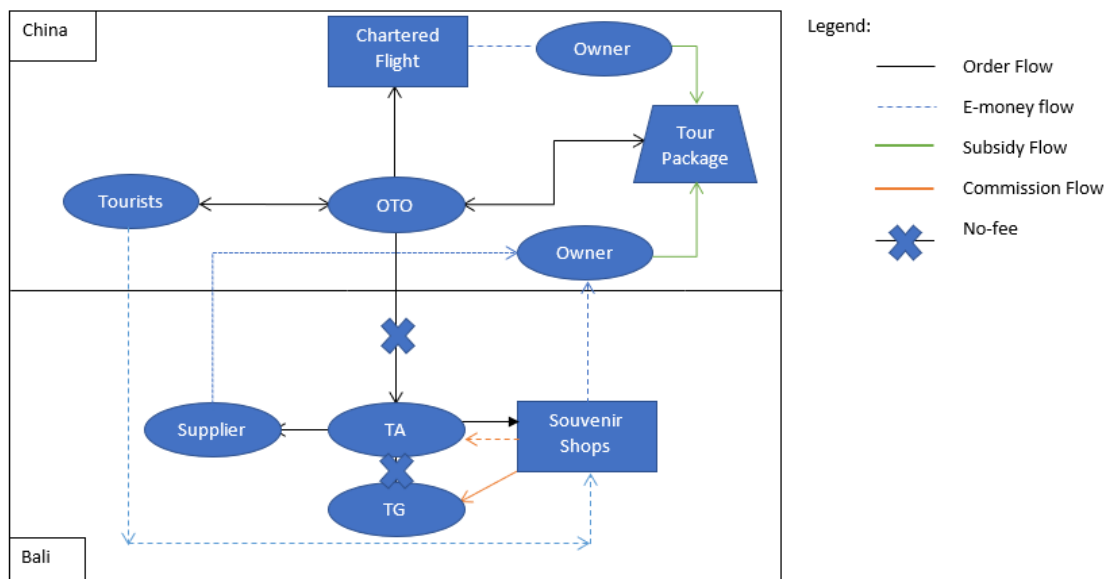 China
Chartered
Flight
Owner
Tour
Package
Tourists
OTO
Owner
Supplier
TA
Souvenir
Shops
TG
Bali
Legend:
Order Flow
E-money flow
Subsidy Flow
Commission Flow
No-fee